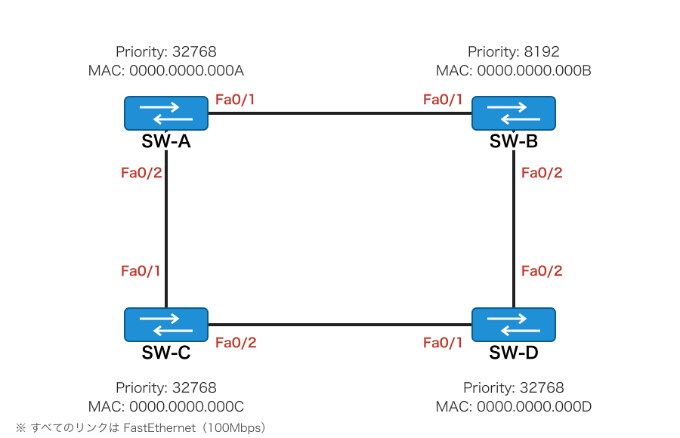 Priority: 32768
MAC: 0000.0000.000A
Priority: 8192
MAC: 0000.0000.000B
Fa0/1
Fa0/1
SW-A
SW-B
Fa0/2
Fa0/2
Fa0/1
Fa0/2
Fa0/2
Fa0/1
SW-C
SW-D
Priority: 32768
MAC: 0000.0000.000C
Priority: 32768
MAC: 0000.0000.000D
※ すべてのリンクは FastEthernet（100Mbps）